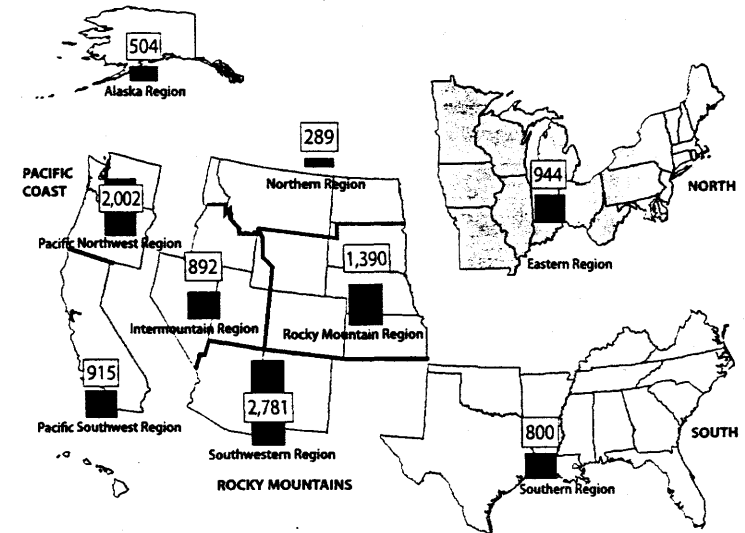 504
Alaska Region
289
Northern Region
PACIFIC
COAST
2,002
Pacific Northwest Region
944
NORTH
Eastern Region
892
Intermountain Region
1,390
Rocky Mountain Region
915
Pacific Southwest Region
2,781
Southwestern Region
ROCKY MOUNTAINS
800
SOUTH
Southern Region